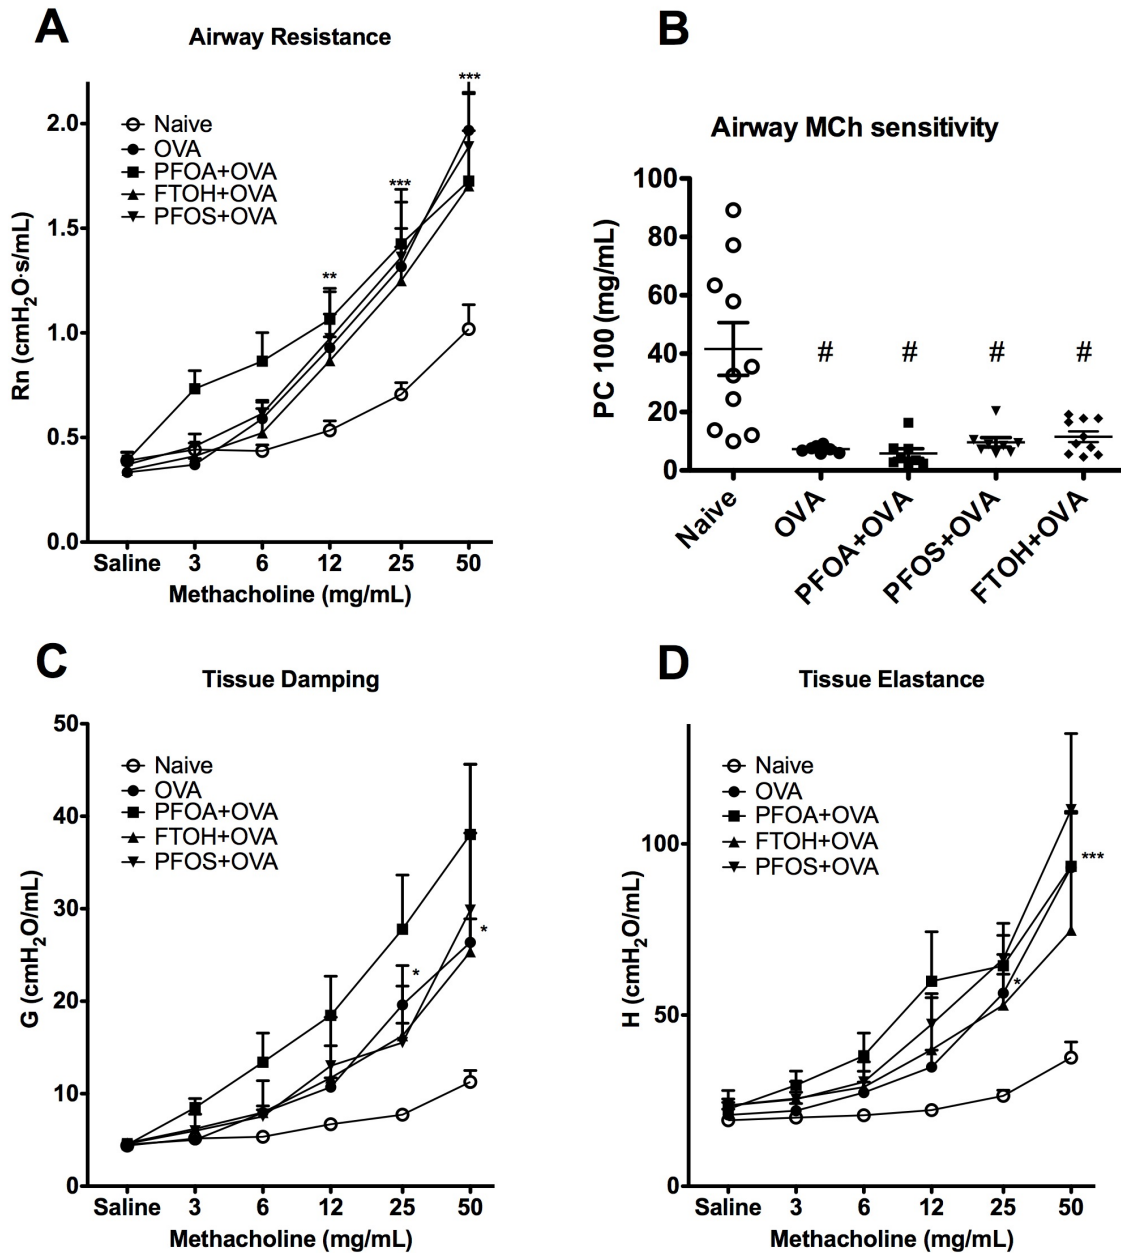 A
Airway Resistance
Naive
OVA
PFOA+OVA
FTOH+OVA
PFOS+OVA
***
***
**
2.0
1.5
1.0
0.5
0.0
Rn (cmH₂O·s/mL)
Saline 3 6 12 25 50
Methacholine (mg/mL)
B
Airway MCh sensitivity
100
80
60
40
20
0
PC 100 (mg/mL)
# # # #
Naive OVA PFOA+OVA PFOS+OVA FTOH+OVA
C
Tissue Damping
Naive
OVA
PFOA+OVA
FTOH+OVA
PFOS+OVA
*
*
50
40
30
20
10
0
G (cmH₂O/mL)
Saline 3 6 12 25 50
Methacholine (mg/mL)
D
Tissue Elastance
Naive
OVA
PFOA+OVA
FTOH+OVA
PFOS+OVA
***
*
100
50
0
H (cmH₂O/mL)
Saline 3 6 12 25 50
Methacholine (mg/mL)